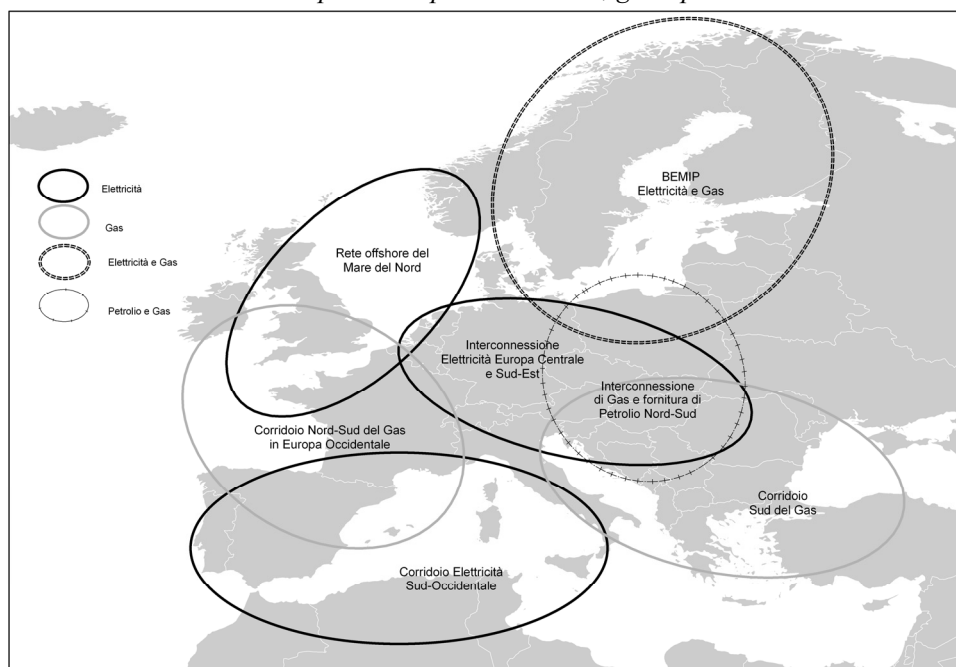 Elettricità
Gas
Elettricità e Gas
Petrolio e Gas
BEMIP
Elettricità e Gas
Rete offshore del
Mare del Nord
Interconnessione
Elettricità Europa Centrale
e Sud-Est
Interconnessione
di Gas e fornitura di
Petrolio Nord-Sud
Corridoio Nord-Sud del Gas
in Europa Occidentale
Corridoio
Sud del Gas
Corridoio Elettricità
Sud-Occidentale